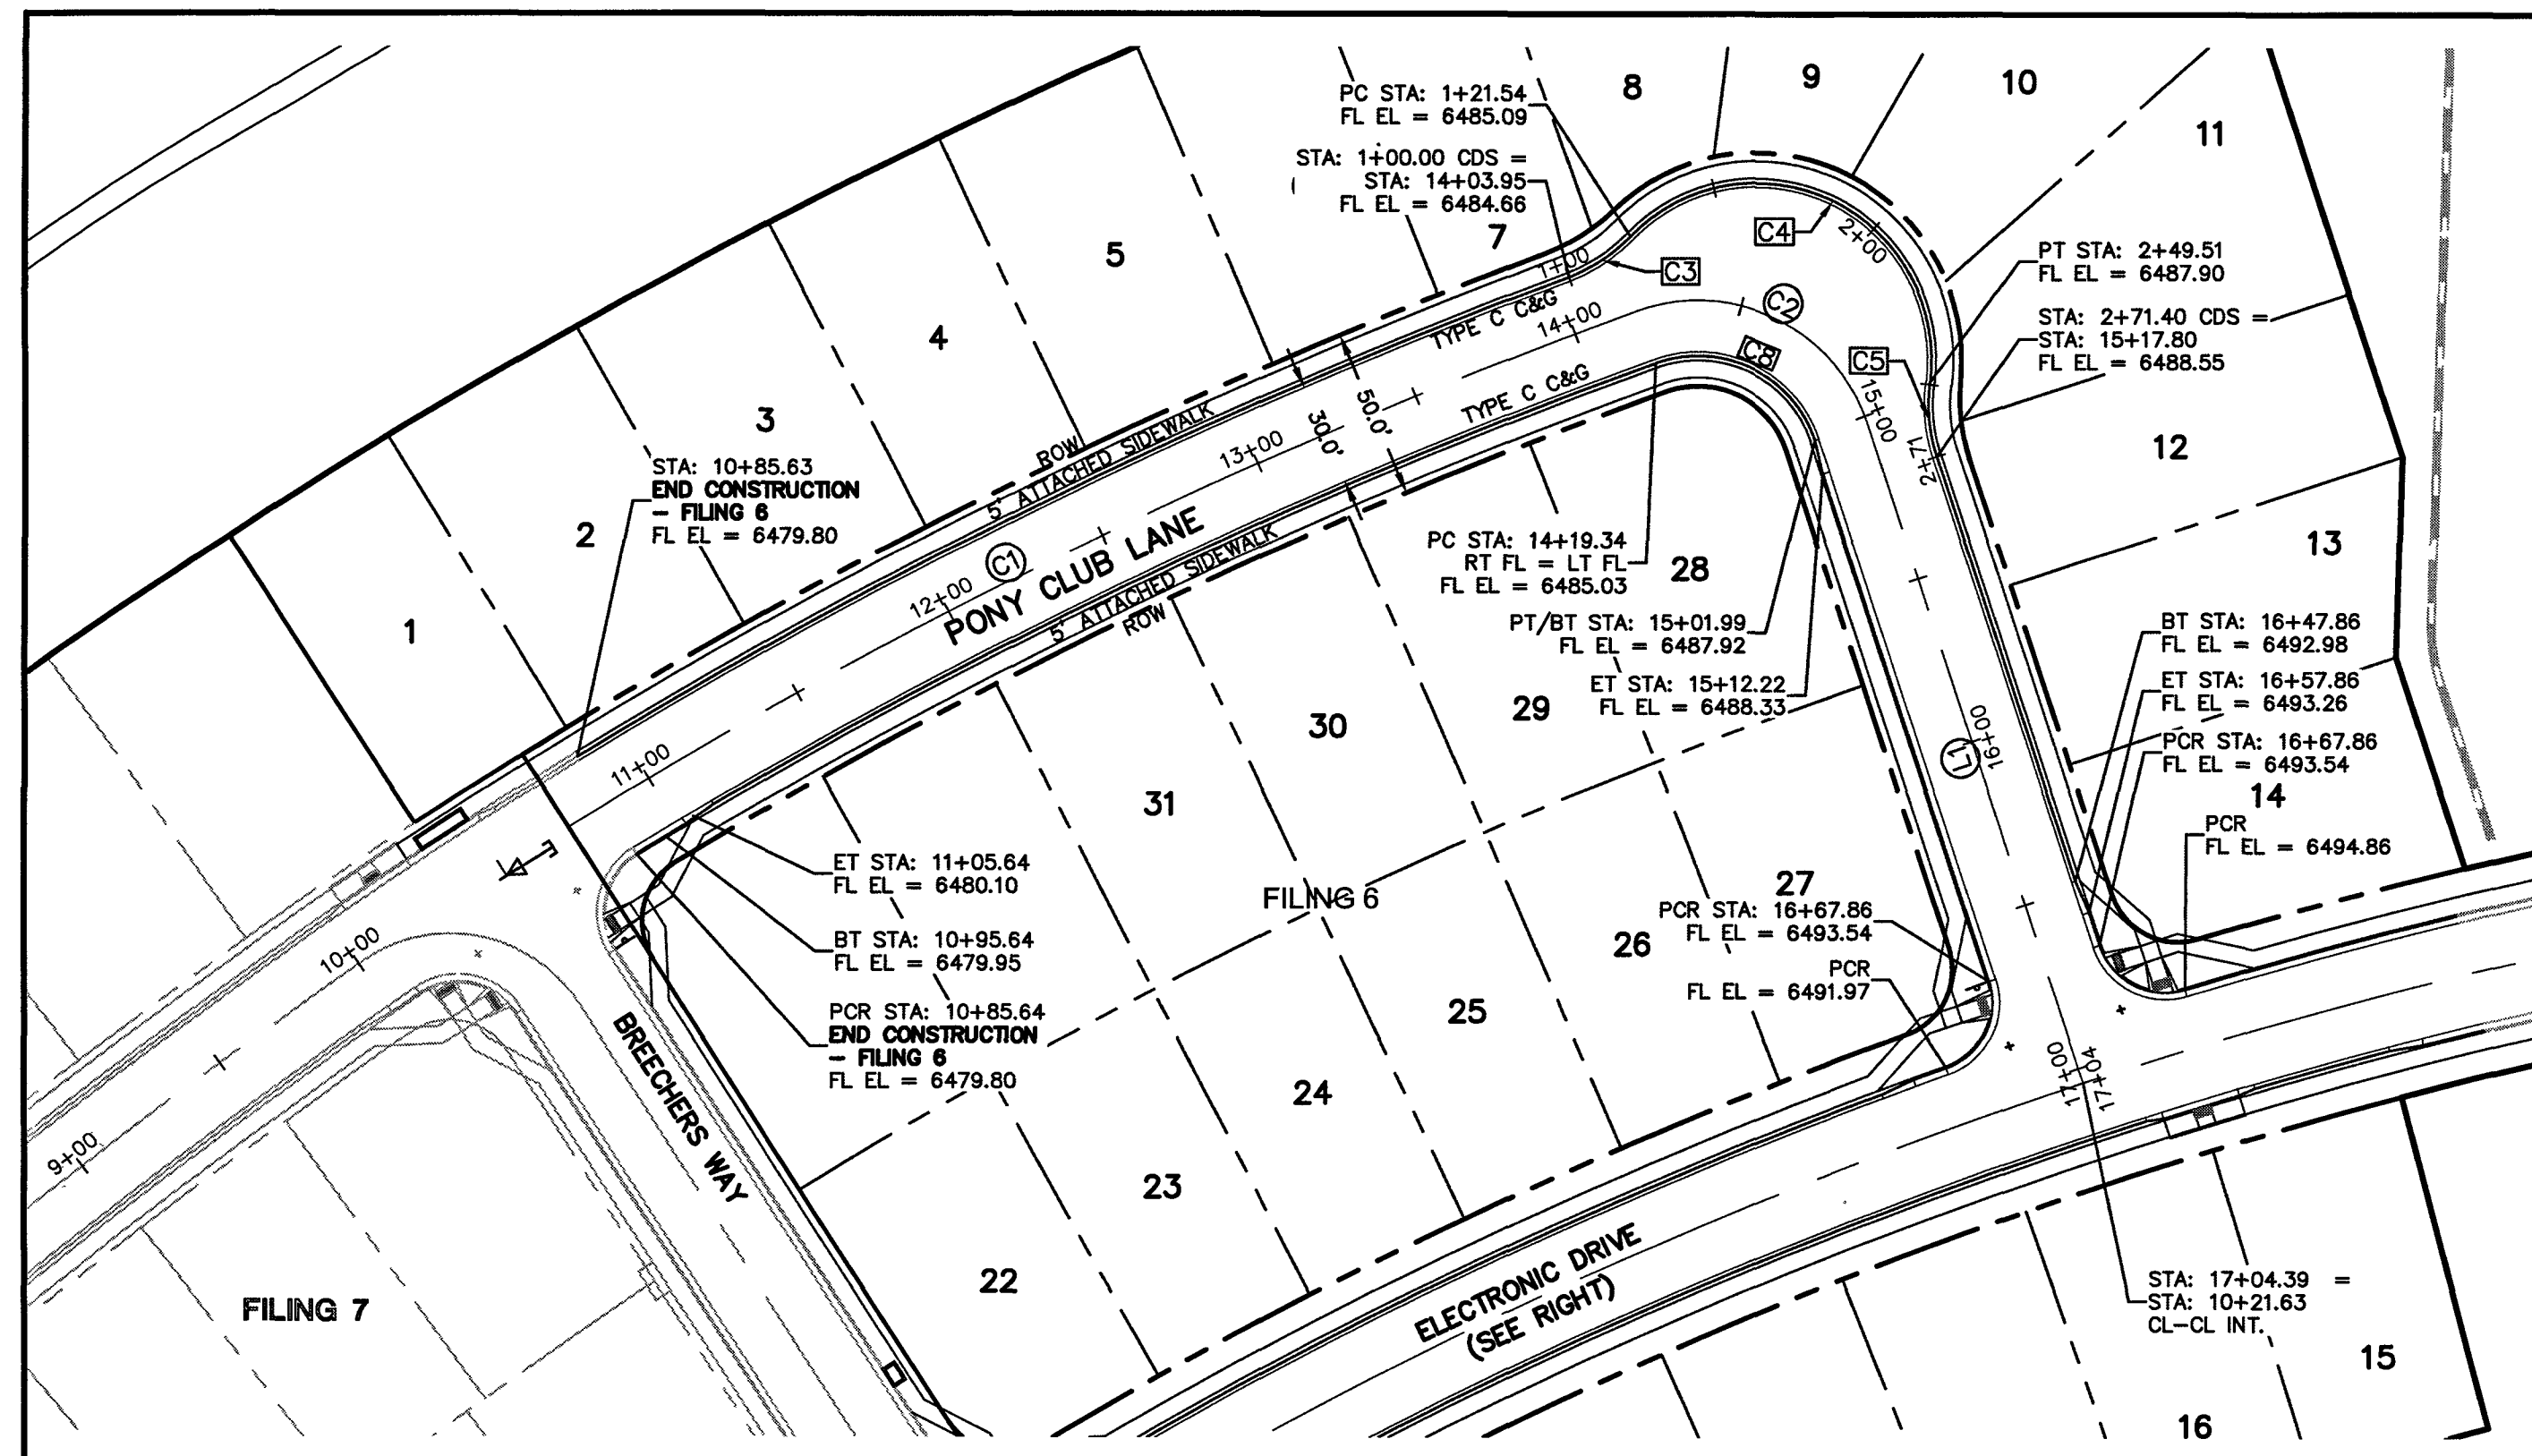 8
9
10
11
PC STA: 1+21.54
FL EL = 6485.09
STA: 1+00.00 CDS =
STA: 14+03.95
FL EL = 6484.66
7
C4
2+00
C3
1+00
5
PT STA: 2+49.51
FL EL = 6487.90
C2
TYPE C C&G
14+00
STA: 2+71.40 CDS =
STA: 15+17.80
FL EL = 6488.55
4
C8
C5
15+00
3
TYPE C C&G
50.0'
30.0'
12
2+71
ROW
5' ATTACHED SIDEWALK
13+00
STA: 10+85.63
END CONSTRUCTION
- FILING 6
FL EL = 6479.80
2
PC STA: 14+19.34
RT FL = LT FL
FL EL = 6485.03
28
13
C1
12+00
PONY CLUB LANE
5' ATTACHED SIDEWALK
ROW
1
PT/BT STA: 15+01.99
FL EL = 6487.92
BT STA: 16+47.86
FL EL = 6492.98
ET STA: 15+12.22
FL EL = 6488.33
ET STA: 16+57.86
FL EL = 6493.26
29
30
16+00
L1
PCR STA: 16+67.86
FL EL = 6493.54
11+00
31
14
PCR
FL EL = 6494.86
ET STA: 11+05.64
FL EL = 6480.10
FILING 6
27
PCR STA: 16+67.86
FL EL = 6493.54
26
BT STA: 10+95.64
FL EL = 6479.95
10+00
PCR
FL EL = 6491.97
25
PCR STA: 10+85.64
END CONSTRUCTION
- FILING 6
FL EL = 6479.80
BREECHERS WAY
24
17+00
17+04
9+00
23
22
ELECTRONIC DRIVE
(SEE RIGHT)
FILING 7
STA: 17+04.39 =
STA: 10+21.63
CL-CL INT.
15
16